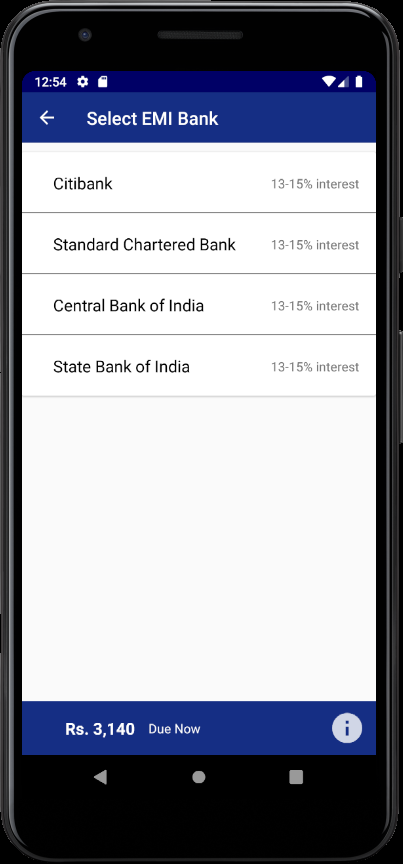 12:54
Select EMI Bank
Citibank 13-15% interest
Standard Chartered Bank 13-15% interest
Central Bank of India 13-15% interest
State Bank of India 13-15% interest
Rs. 3,140 Due Now